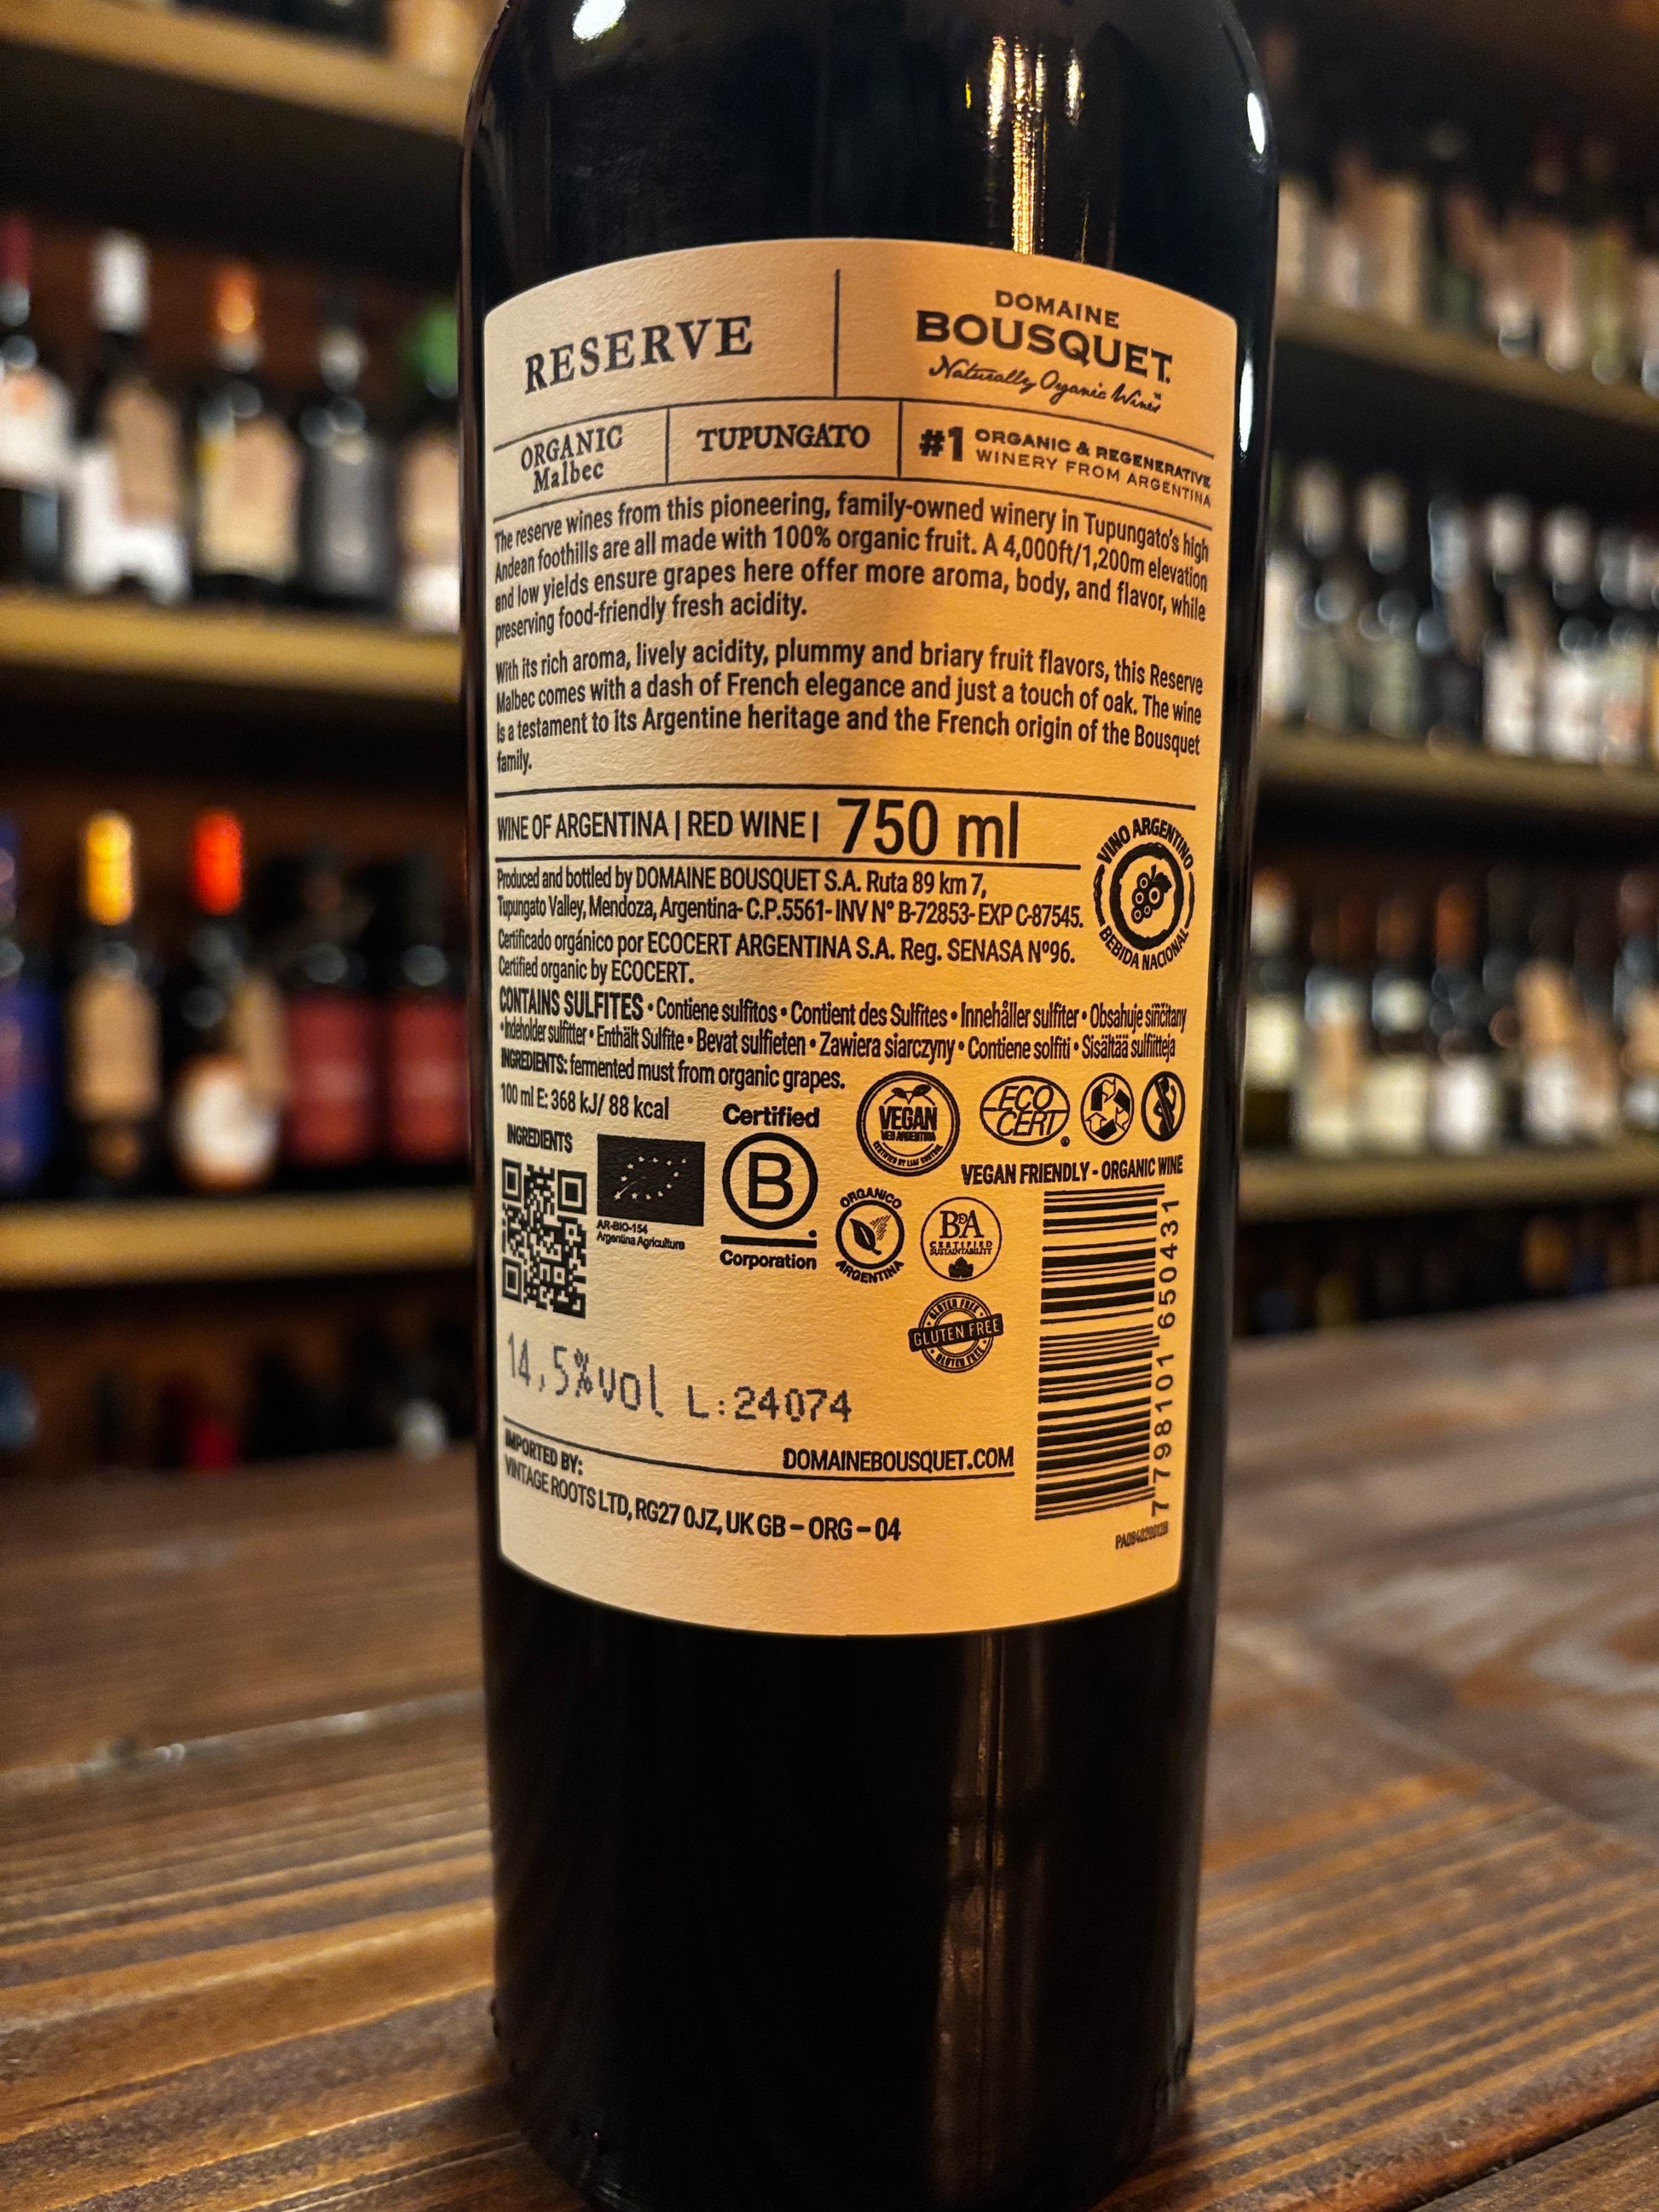 RESERVE
DOMAINE
BOUSQUET
Naturally Organic Wines
ORGANIC
Malbec
TUPUNGATO
#1 ORGANIC & REGENERATIVE
WINERY FROM ARGENTINA
The reserve wines from this pioneering, family-owned winery in Tupungato's high
Andean foothills are all made with 100% organic fruit. A 4,000ft/1,200m elevation
and low yields ensure grapes here offer more aroma, body, and flavor, while
preserving food-friendly fresh acidity.
With its rich aroma, lively acidity, plummy and briary fruit flavors, this Reserve
Malbec comes with a dash of French elegance and just a touch of oak. The wine
is a testament to its Argentine heritage and the French origin of the Bousquet
family.
WINE OF ARGENTINA | RED WINE | 750 ml
VINO ARGENTINO
BEBIDA NACIONAL
Produced and bottled by DOMAINE BOUSQUET S.A. Ruta 89 km 7,
Tupungato Valley, Mendoza, Argentina- C.P.5561- INV N° B-72853- EXP C-87545.
Certificado orgánico por ECOCERT ARGENTINA S.A. Reg. SENASA Nº96.
Certified organic by ECOCERT.
CONTAINS SULFITES • Contiene sulfitos • Contient des Sulfites • Innehåller sulfiter • Obsahuje siřičitany
• Indeholder sulfitter • Enthält Sulfite • Bevat sulfieten • Zawiera siarczyny • Contiene solfiti • Sisältää sulfiitteja
INGREDIENTS: fermented must from organic grapes.
100 ml E: 368 kJ/ 88 kcal
INGREDIENTS
AR-BIO-154
Argentina Agriculture
Certified
B
Corporation
VEGAN
ECO
CERT
VEGAN FRIENDLY - ORGANIC WINE
ORGANICO
ARGENTINA
BdA
CERTIFIED
SUSTAINABILITY
GLUTEN FREE
GLUTEN FREE
GLUTEN FREE
7 798101 650431
14,5%vol L:24074
DOMAINEBOUSQUET.COM
IMPORTED BY:
VINTAGE ROOTS LTD, RG27 0JZ, UK GB – ORG – 04